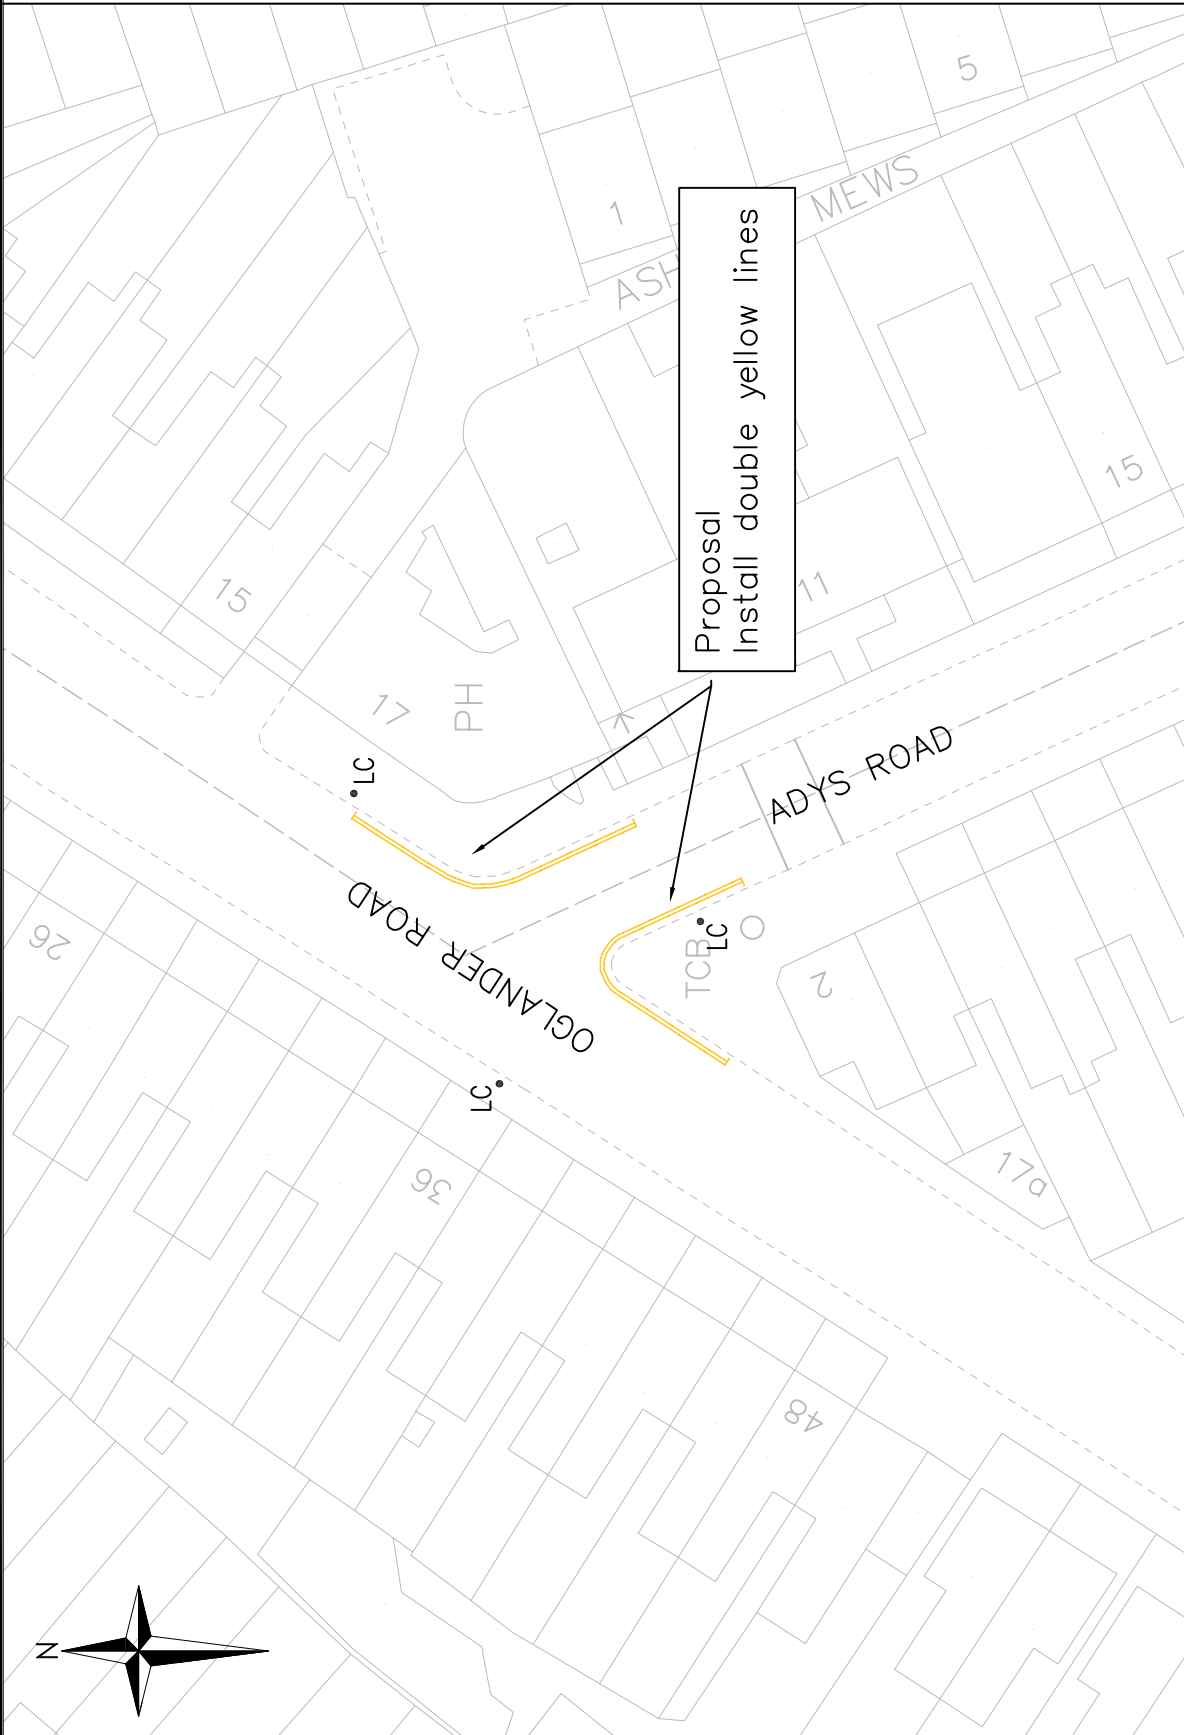 5
1
ASH
MEWS
Proposal
Install double yellow lines
15
15
11
17
PH
LC
ADYS ROAD
OGLANDER ROAD
26
TCB
LC
2
LC
36
17a
48
N